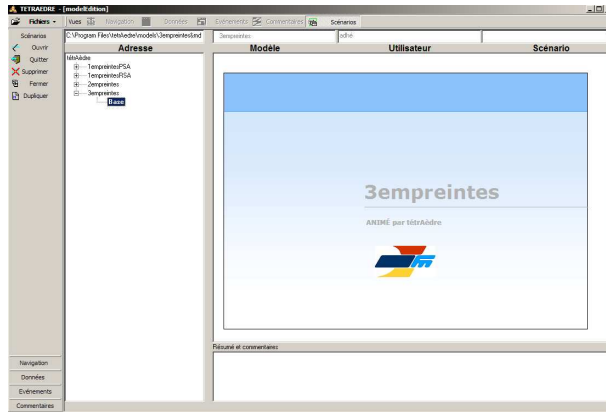 TETRAEDRE - [modelEdition]
Fichiers Vues Navigation Données Evénements Commentaires Scénarios
Scénarios
Ouvrir
Quitter
Supprimer
Fermer
Dupliquer
C:\Program Files\tetrAedre\models\3empreintes\imd
3empreintes
adhé
Adresse Modèle Utilisateur Scénario
tétrAèdre
1empreintesPSA
1empreintesRSA
2empreintes
3empreintes
Base
3empreintes
ANIMÉ par tétrAèdre
Résumé et commentaires
Navigation
Données
Evénements
Commentaires